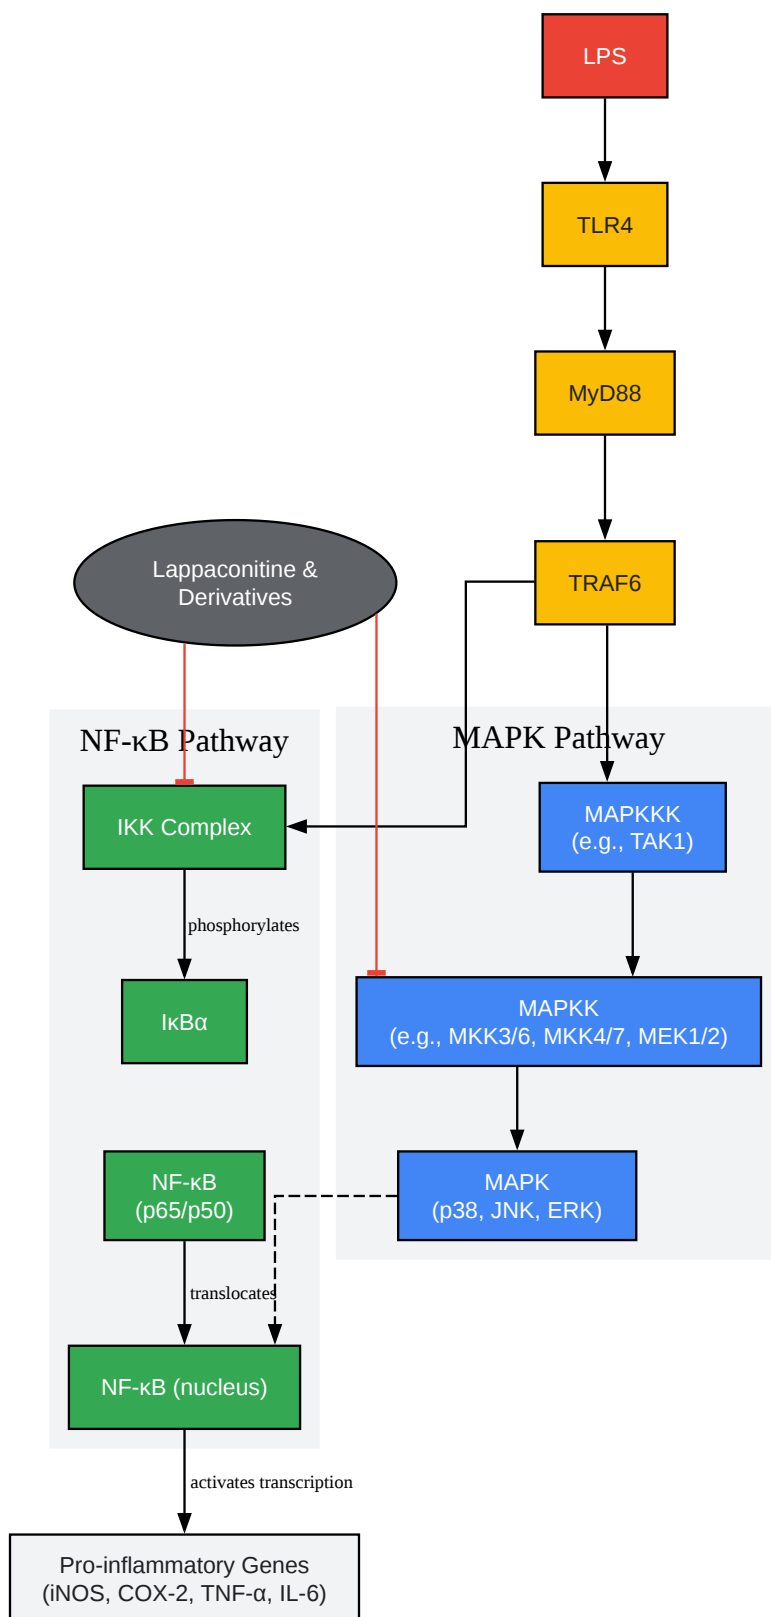 LPS
TLR4
MyD88
Lappaconitine &
Derivatives
TRAF6
NF-κB Pathway
MAPK Pathway
IKK Complex
MAPKKK
(e.g., TAK1)
phosphorylates
IκBα
MAPKK
(e.g., MKK3/6, MKK4/7, MEK1/2)
NF-κB
(p65/p50)
MAPK
(p38, JNK, ERK)
translocates
NF-κB (nucleus)
activates transcription
Pro-inflammatory Genes
(iNOS, COX-2, TNF-α, IL-6)